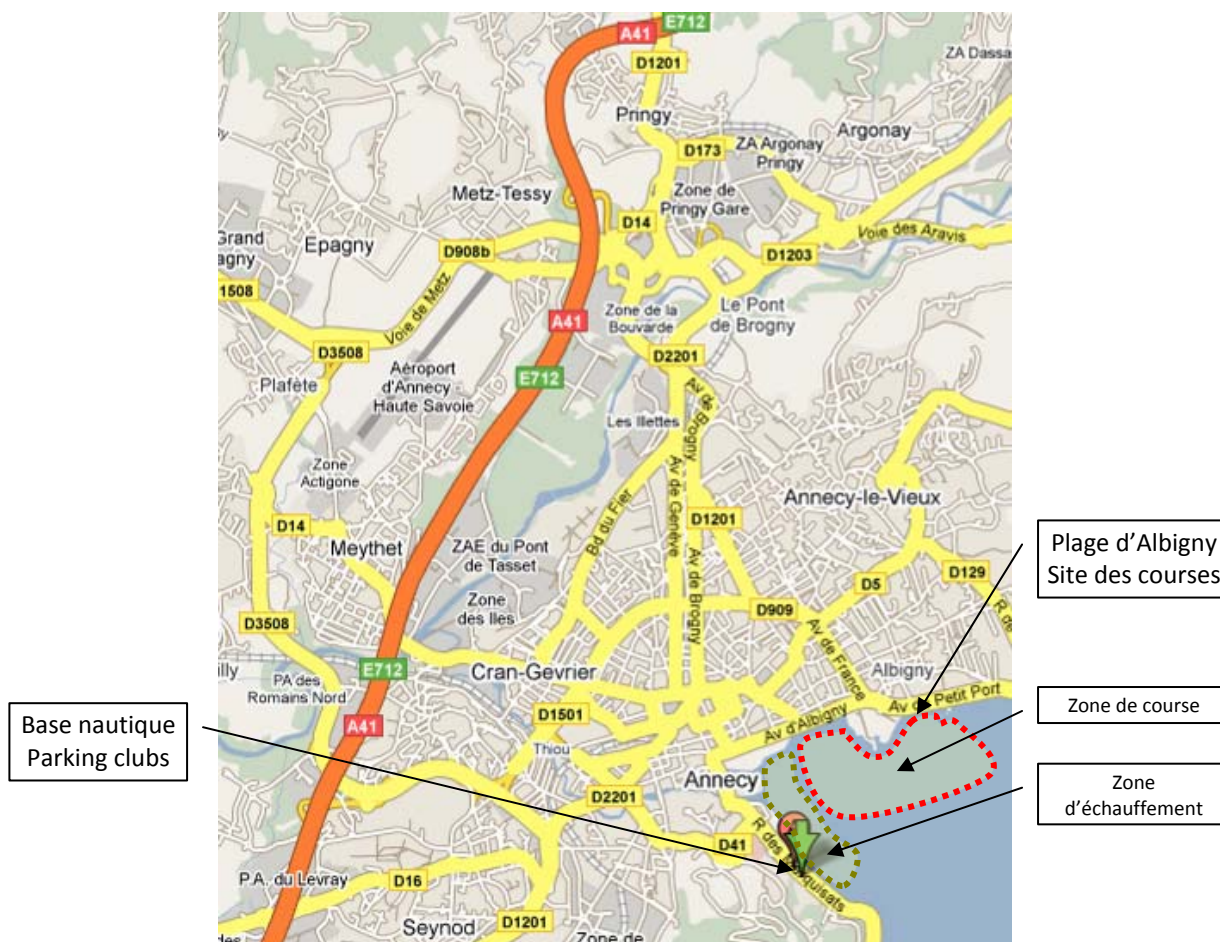 E712
A41
D1201
ZA Dassa
Pringy
Argonay
D173
ZA Argonay
Pringy
Metz-Tessy
Zone de
Pringy Gare
D14
Voie des Aravis
Grand
agny
Epagny
D908b
D1203
1508
Voie de Metz
Zone de la
Bouvarde
Le Pont
de Brogny
A41
D3508
D2201
Plafète
Aéroport
d'Annecy -
Haute Savoie
E712
Av de Brogny
Les Illettes
Zone
Actigone
Annecy-le-Vieux
Bd du Fier
Av de Genève
D1201
D14
Meythet
ZAE du Pont
de Tasset
Av de Brogny
Plage d’Albigny
Site des courses
Zone
des Iles
D5
D129
R de
D909
D3508
Av de France
illy
E712
Cran-Gevrier
Albigny
PA des
Romains Nord
Av de Petit Port
Zone de course
Base nautique
Parking clubs
A41
D1501
Av d'Albigny
Thiou
Annecy
Zone
d’échauffement
D2201
D41
R des Marquisats
P.A. du Levray
D16
D1201
Seynod
Zone de
des